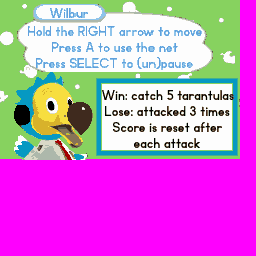 Wilbur
Hold the RIGHT arrow to move
Press A to use the net
Press SELECT to (un)pause
Win: catch 5 tarantulas
Lose: attacked 3 times
Score is reset after
each attack